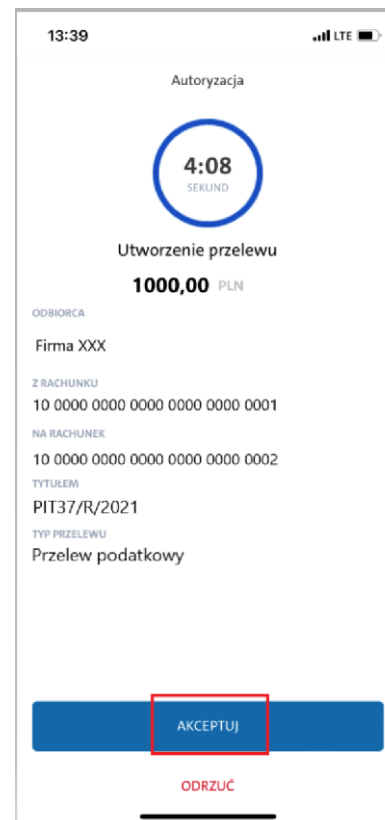 13:39 LTE
Autoryzacja
4:08
SEKUND
Utworzenie przelewu
1000,00 PLN
ODBIORCA
Firma XXX
Z RACHUNKU
10 0000 0000 0000 0000 0000 0001
NA RACHUNEK
10 0000 0000 0000 0000 0000 0002
TYTUŁEM
PIT37/R/2021
TYP PRZELEWU
Przelew podatkowy
AKCEPTUJ
ODRZUĆ